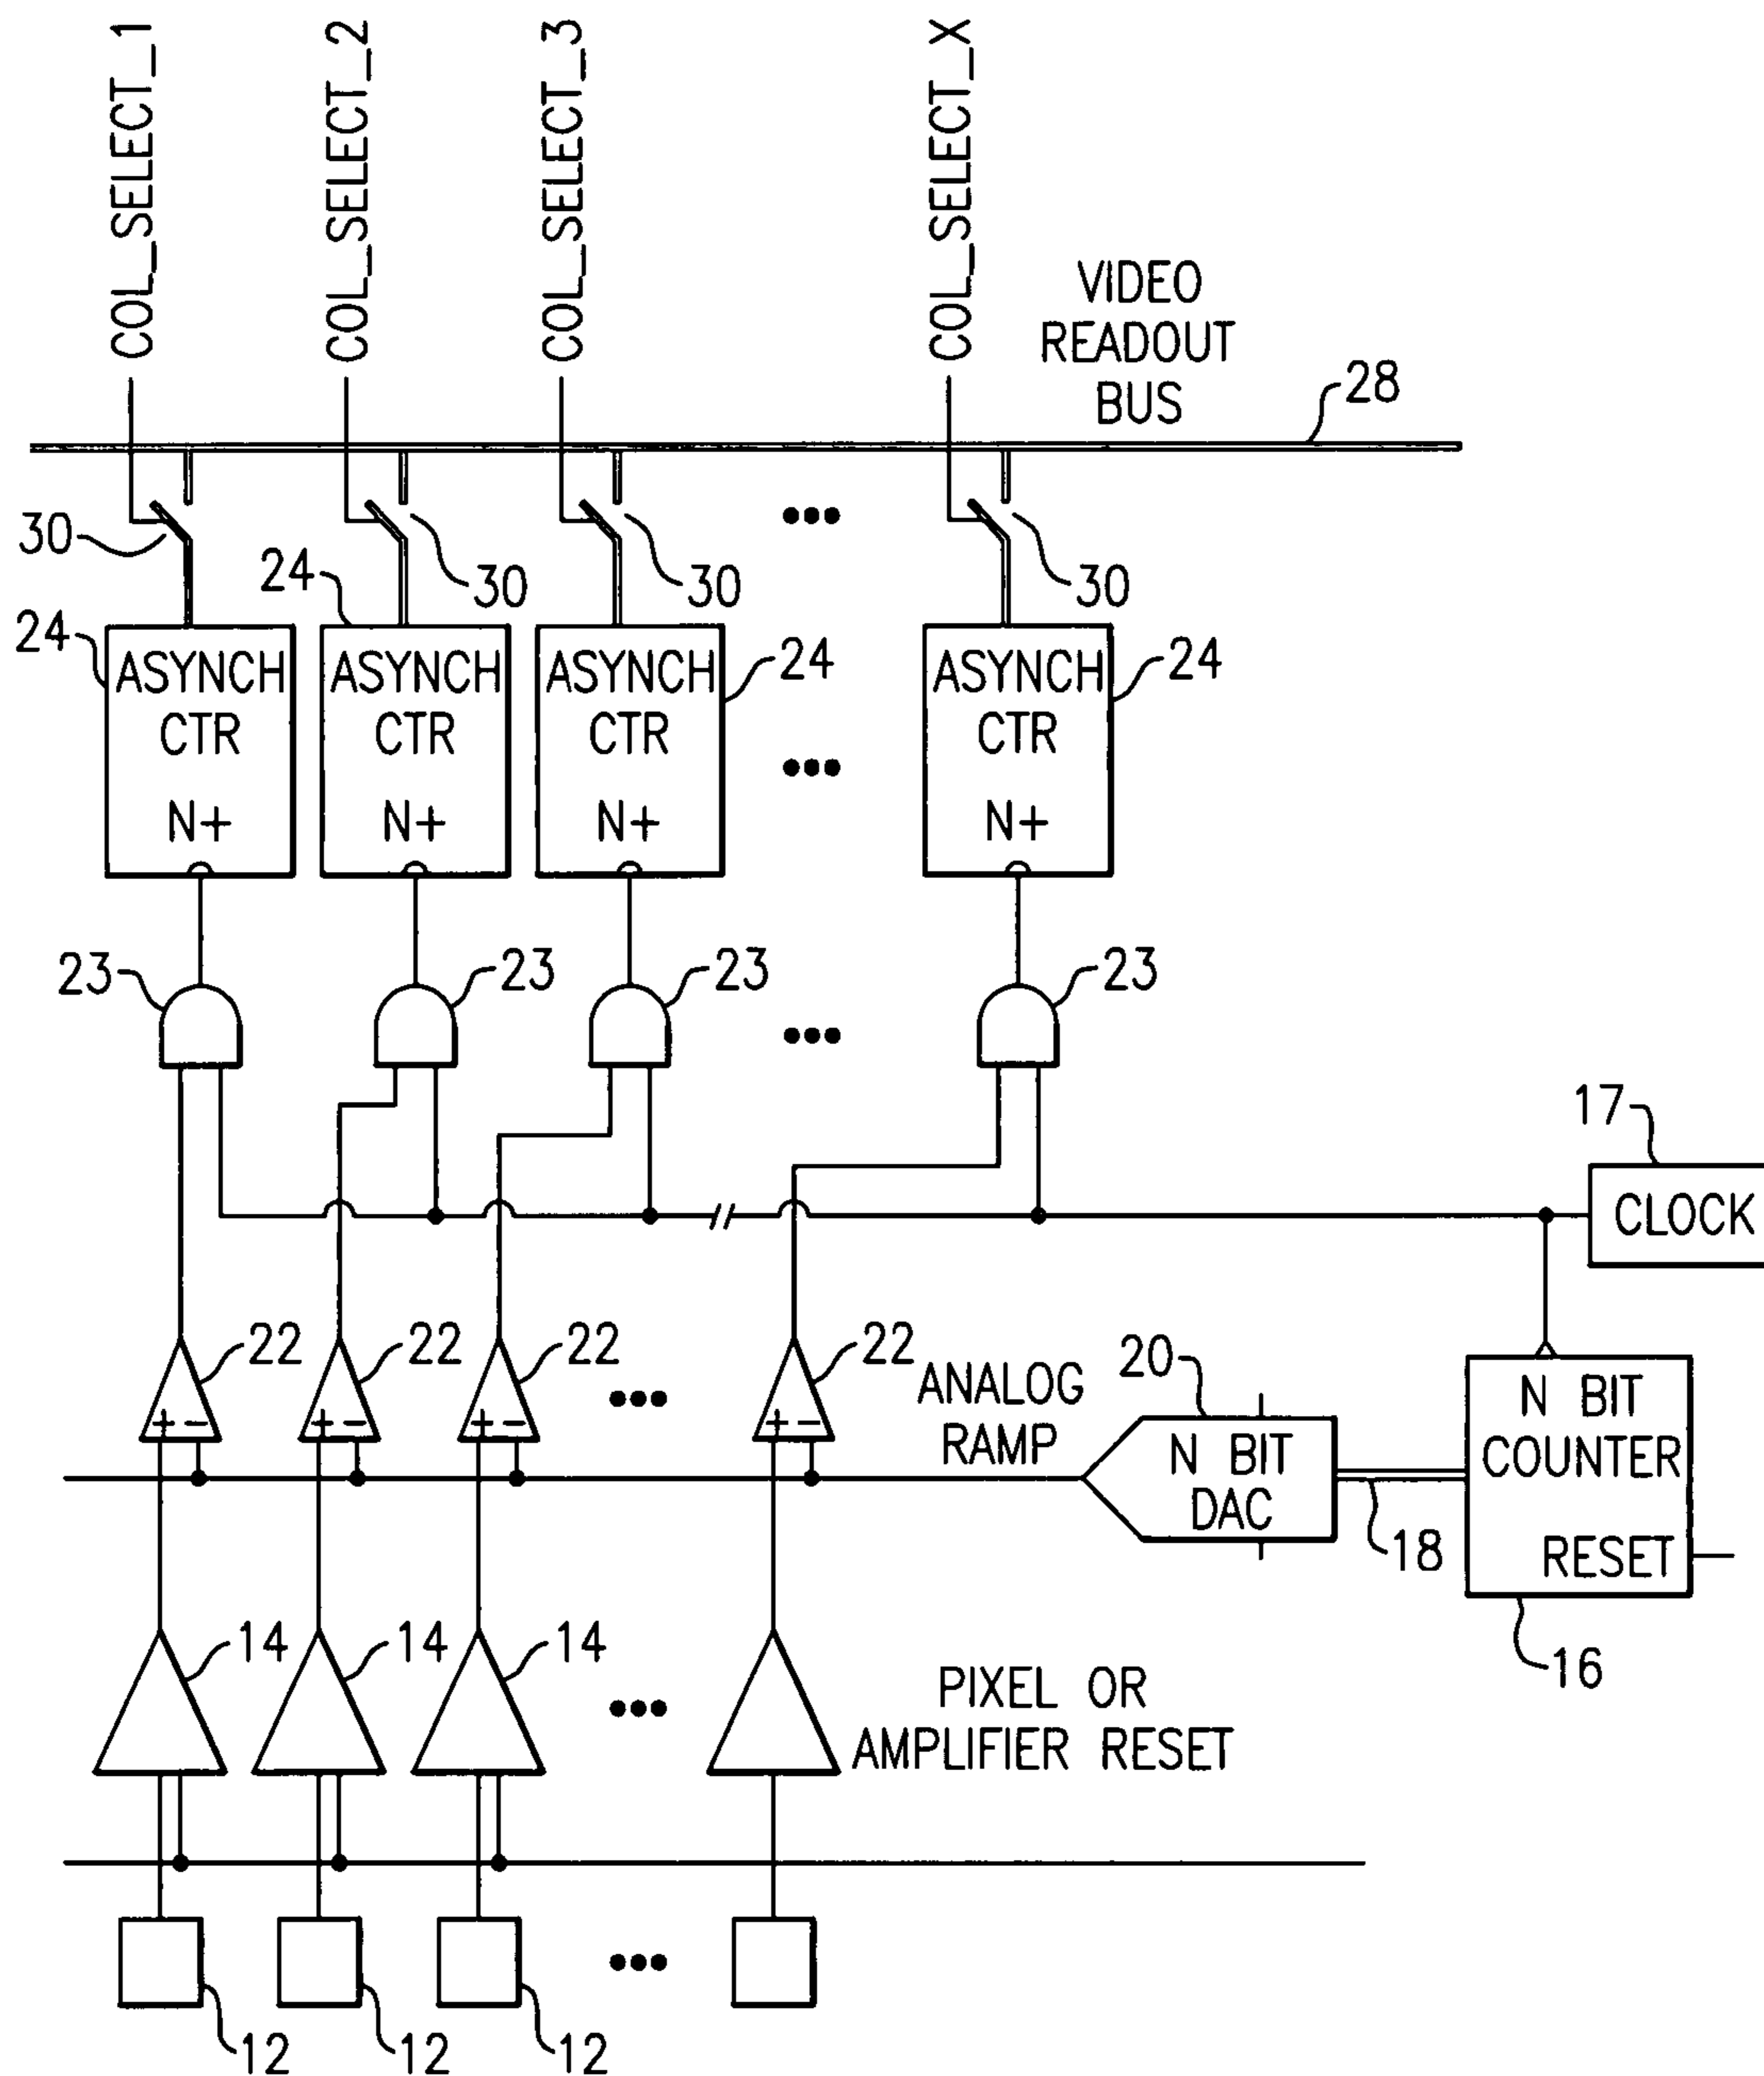 COL_SELECT_1
COL_SELECT_2
COL_SELECT_3
COL_SELECT_X
VIDEO
READOUT
BUS
28
30
30
30
30
24
24
24
24
ASYNCH
CTR
N+
ASYNCH
CTR
N+
ASYNCH
CTR
N+
ASYNCH
CTR
N+
23
23
23
23
17
CLOCK
22
22
22
22
+ -
+ -
+ -
+ -
ANALOG
RAMP
20
N BIT
DAC
18
N BIT
COUNTER
RESET
16
14
14
14
PIXEL OR
AMPLIFIER RESET
12
12
12